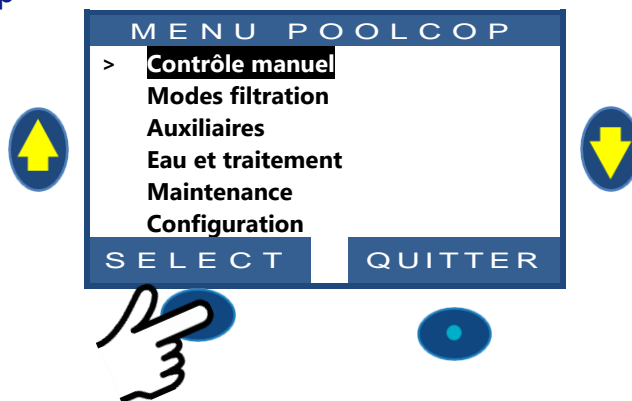 MENU POOLCOP
> Contrôle manuel
Modes filtration
Auxiliaires
Eau et traitement
Maintenance
Configuration
SELECT QUITTER